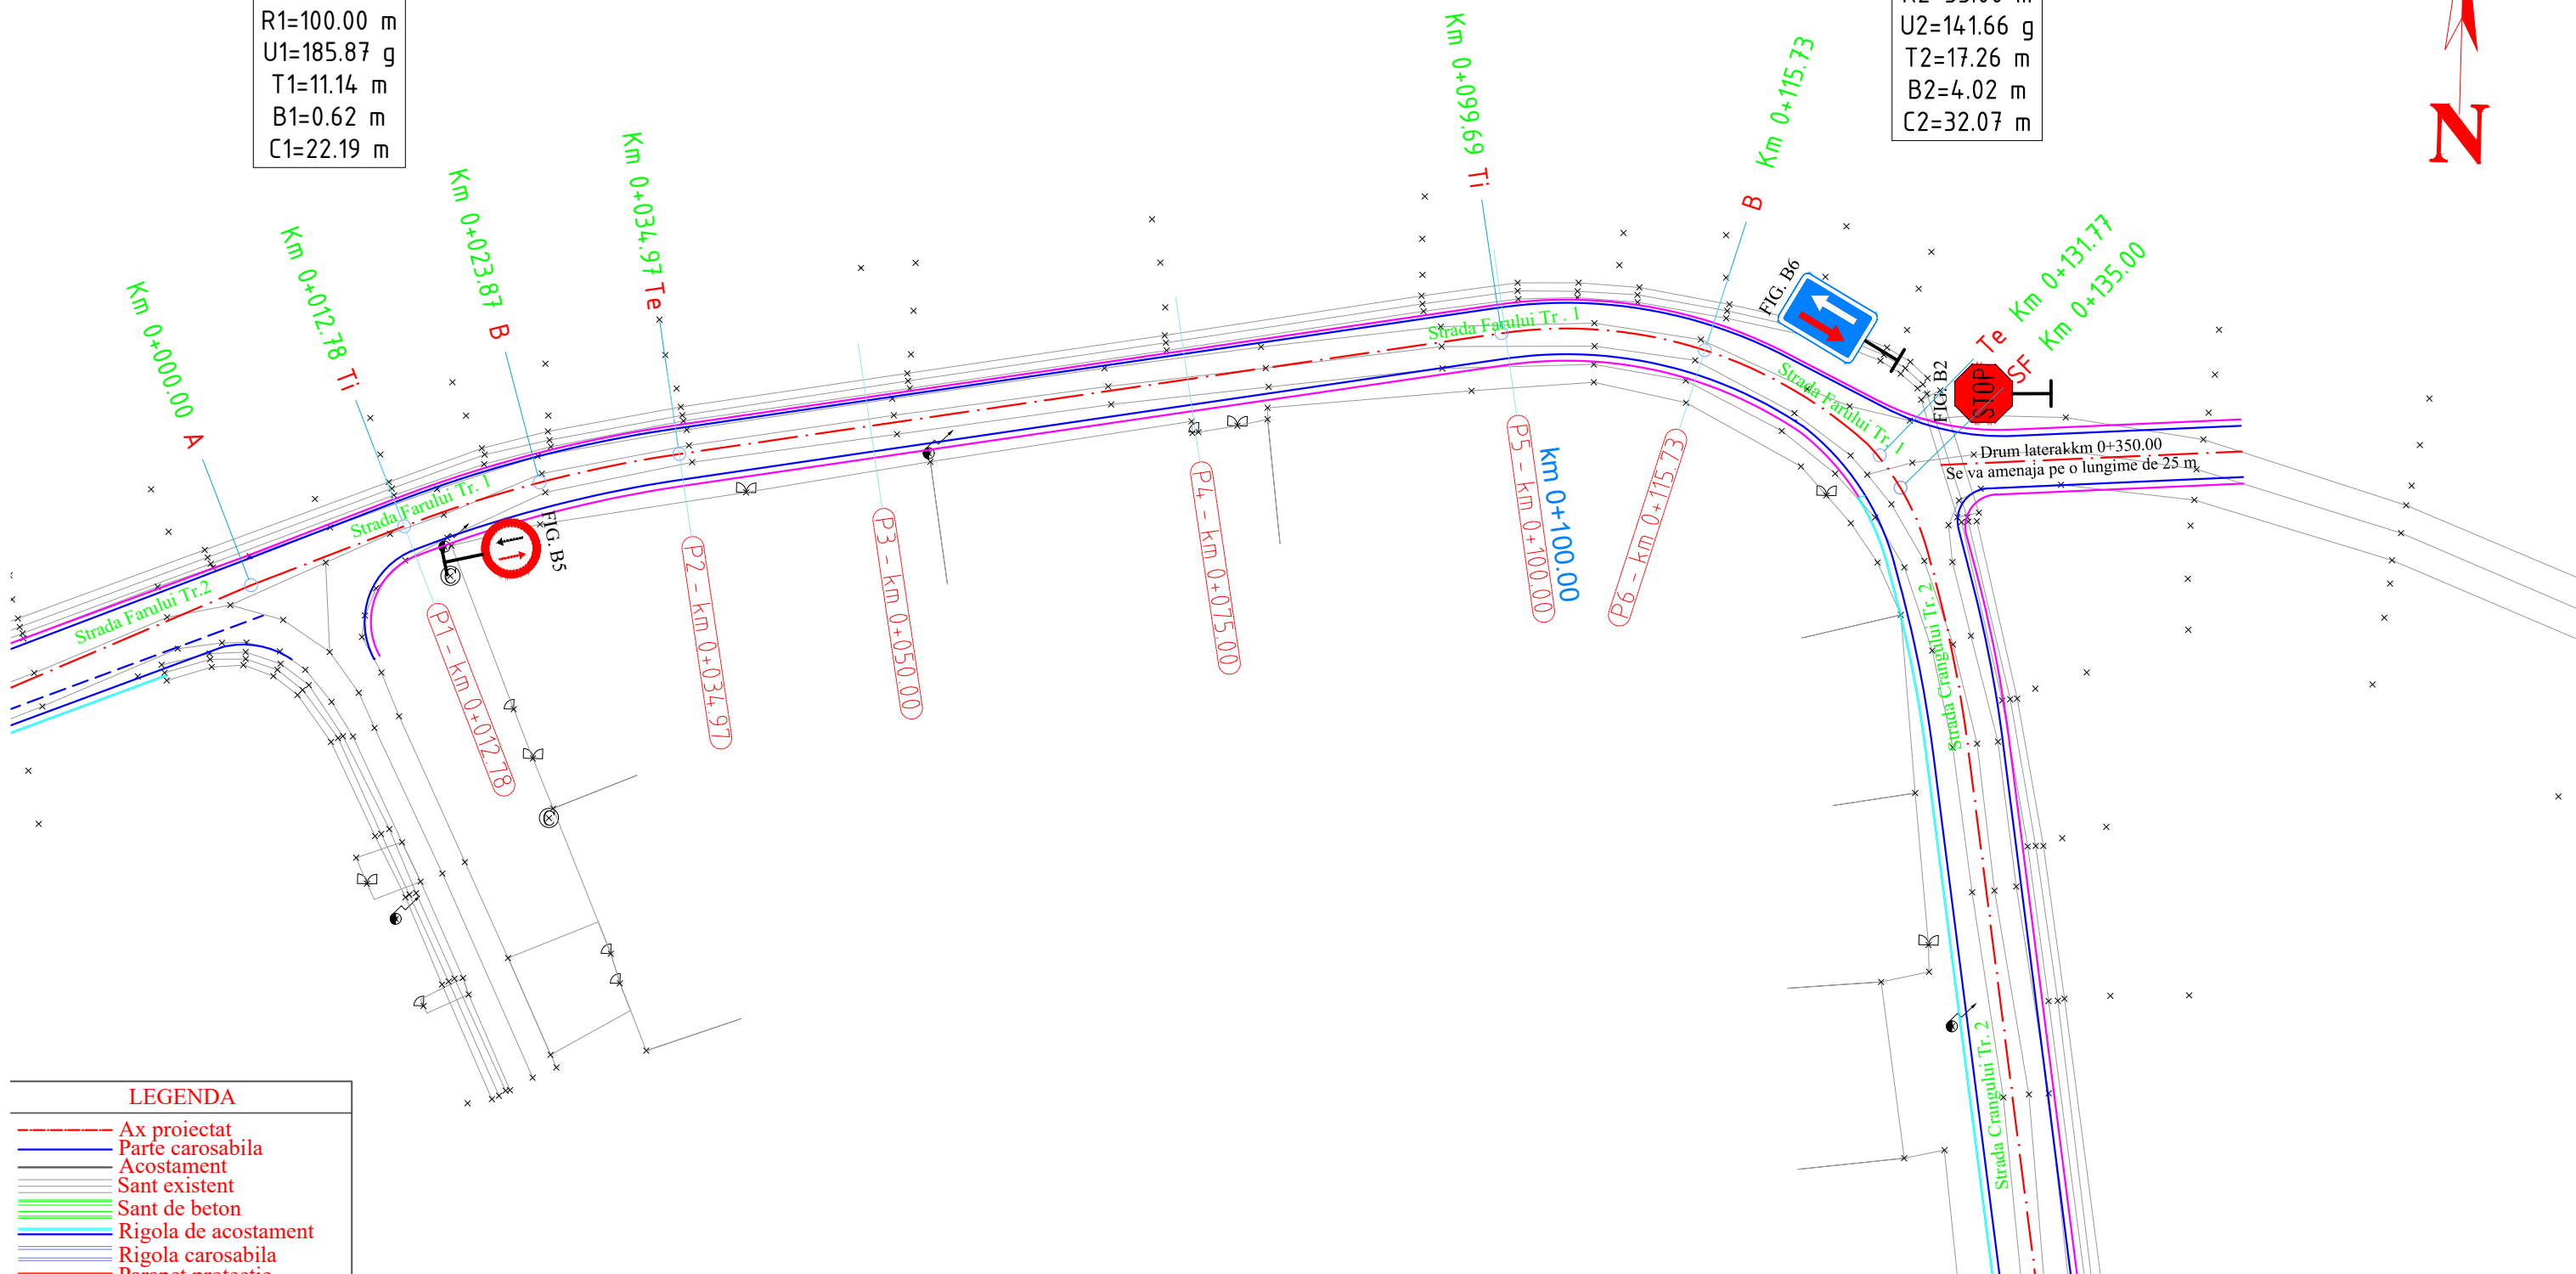 R1=100.00 m
U1=185.87 g
T1=11.14 m
B1=0.62 m
C1=22.19 m
U2=141.66 g
T2=17.26 m
B2=4.02 m
C2=32.07 m
N
Km 0+000.00 A
Km 0+012.78 Ti
Km 0+023.87 B
Km 0+034.97 Te
Km 0+099.69 Ti
B Km 0+115.73
Te Km 0+131.77
SF Km 0+135.00
FIG. B6
FIG. B2
STOP
FIG. B5
Strada Farului Tr.2
Strada Farului Tr. 1
Strada Farului Tr. 1
Strada Farului Tr. 1
Drum lateral km 0+350.00
Se va amenaja pe o lungime de 25 m
P1 - km 0+012.78
P2 - km 0+034.97
P3 - km 0+050.00
P4 - km 0+075.00
P5 - km 0+100.00
km 0+100.00
P6 - km 0+115.73
Strada Crangului Tr. 2
Strada Crangului Tr. 2
C
C
LEGENDA
Ax proiectat
Parte carosabila
Acostament
Sant existent
Sant de beton
Rigola de acostament
Rigola carosabila